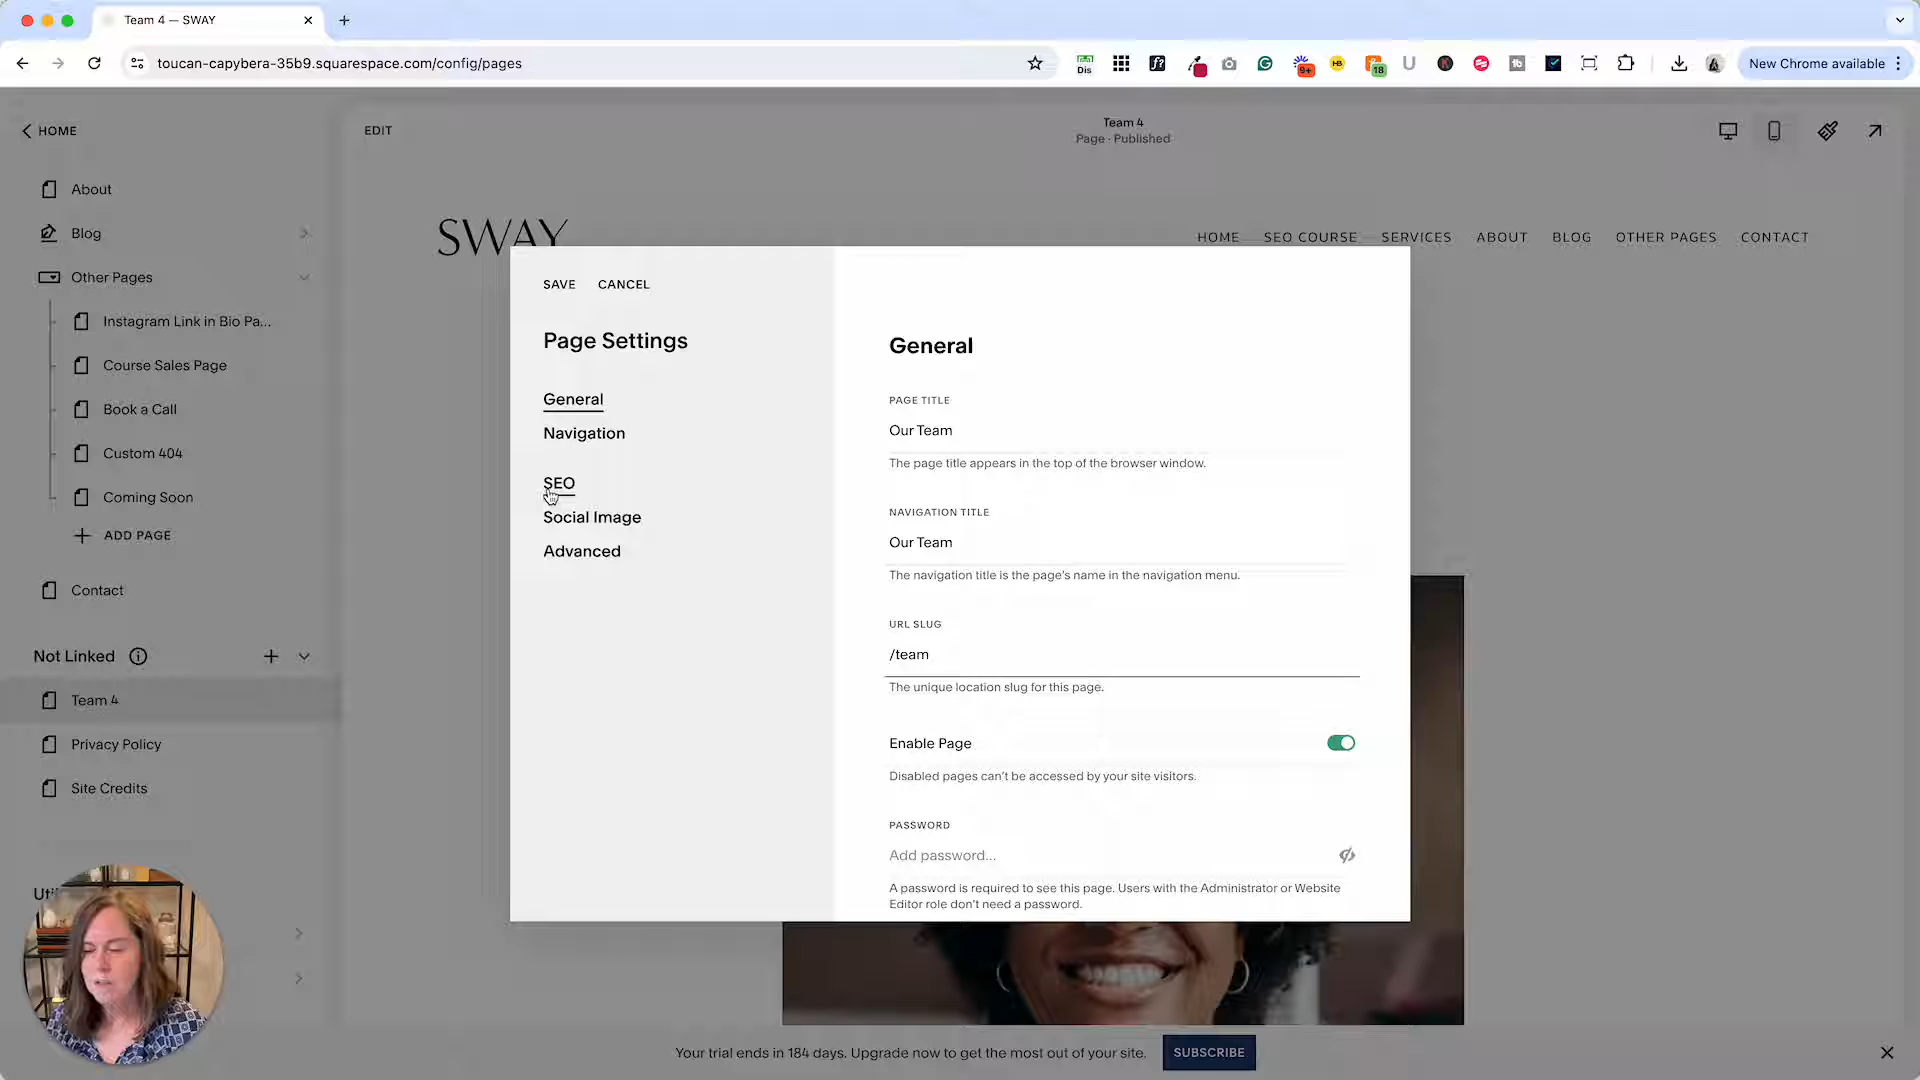 Team 4 — SWAY
toucan-capybera-35b9.squarespace.com/config/pages
Dis
9+
HB
18
New Chrome available
HOME
EDIT
Team 4
Page · Published
About
Blog
Other Pages
Instagram Link in Bio Pa...
Course Sales Page
Book a Call
Custom 404
Coming Soon
ADD PAGE
Contact
Not Linked
Team 4
Privacy Policy
Site Credits
SWAY
HOME SEO COURSE SERVICES ABOUT BLOG OTHER PAGES CONTACT
SAVE CANCEL
Page Settings
General
Navigation
SEO
Social Image
Advanced
General
PAGE TITLE
Our Team
The page title appears in the top of the browser window.
NAVIGATION TITLE
Our Team
The navigation title is the page's name in the navigation menu.
URL SLUG
/team
The unique location slug for this page.
Enable Page
Disabled pages can't be accessed by your site visitors.
PASSWORD
Add password...
A password is required to see this page. Users with the Administrator or Website
Editor role don't need a password.
Your trial ends in 184 days. Upgrade now to get the most out of your site.
SUBSCRIBE